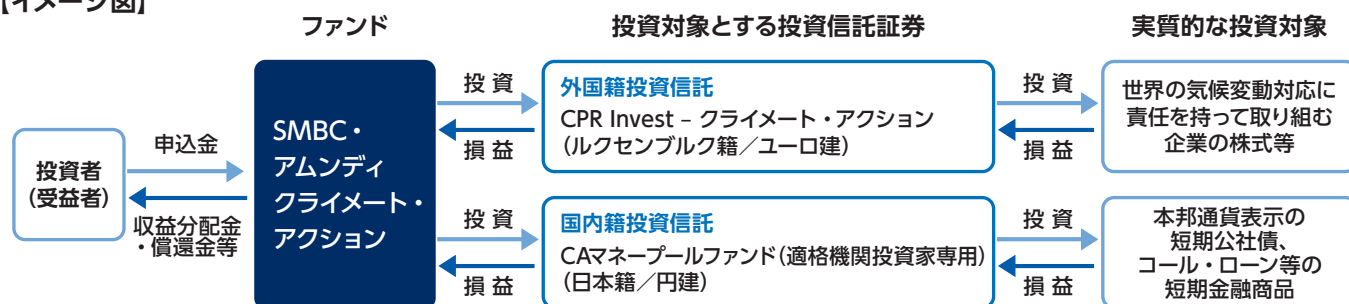 【イメージ図】
ファンド
投資対象とする投資信託証券
実質的な投資対象
投資者
(受益者)
申込金
収益分配金
・償還金等
SMBC・
アムンディ
クライメート・
アクション
投 資
損 益
外国籍投資信託
CPR Invest – クライメート・アクション
(ルクセンブルク籍／ユーロ建)
投 資
損 益
世界の気候変動対応に
責任を持って取り組む
企業の株式等
投 資
損 益
国内籍投資信託
CAマネープールファンド(適格機関投資家専用)
(日本籍／円建)
投 資
損 益
本邦通貨表示の
短期公社債、
コール・ローン等の
短期金融商品